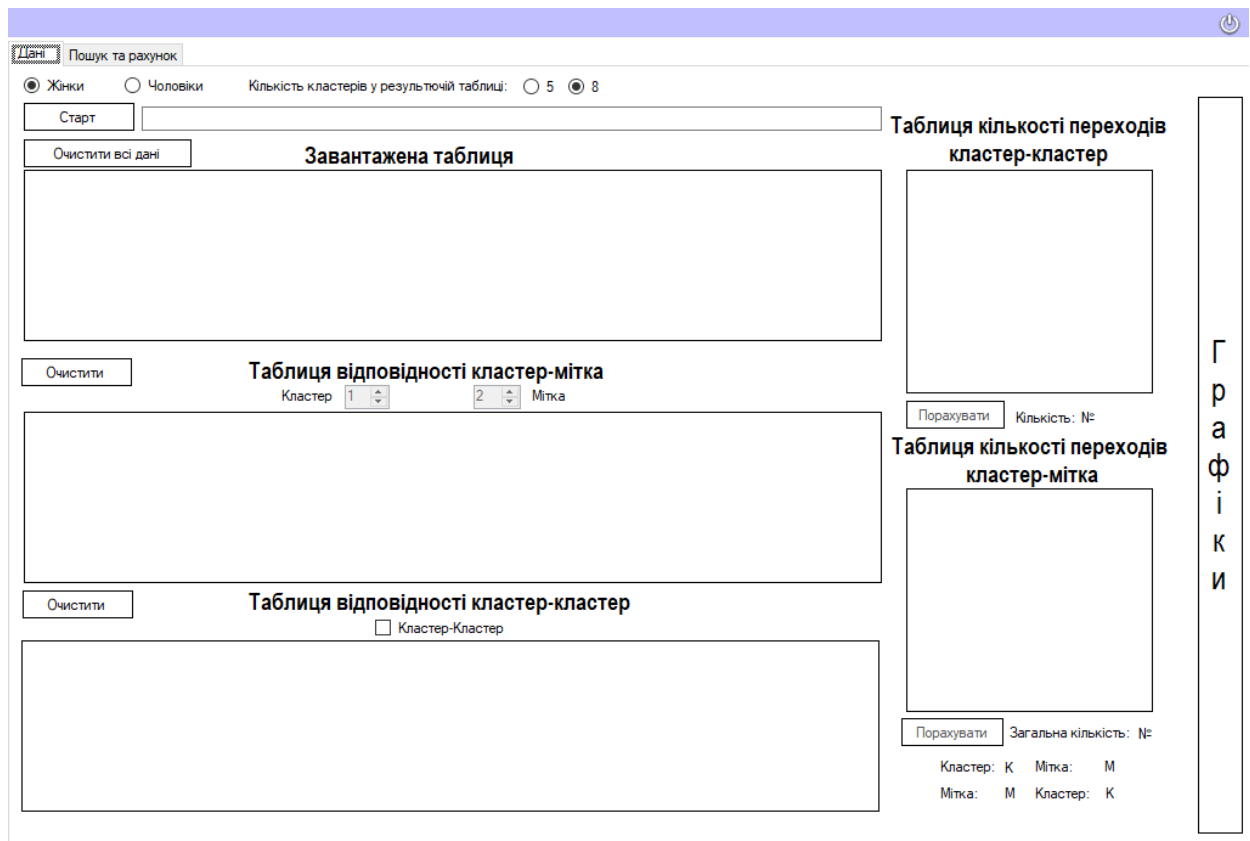 Дані Пошук та рахунок
Жінки Чоловіки Кількість кластерів у результючій таблиці: 5 8
Старт
Очистити всі дані Завантажена таблиця
Очистити Таблиця відповідності кластер-мітка
Кластер 1 2 Мітка
Очистити Таблиця відповідності кластер-кластер
Кластер-Кластер
Таблиця кількості переходів
кластер-кластер
Порахувати Кількість: №
Таблиця кількості переходів
кластер-мітка
Порахувати Загальна кількість: №
Кластер: К Мітка: М
Мітка: М Кластер: К
Г
р
а
ф
і
к
и